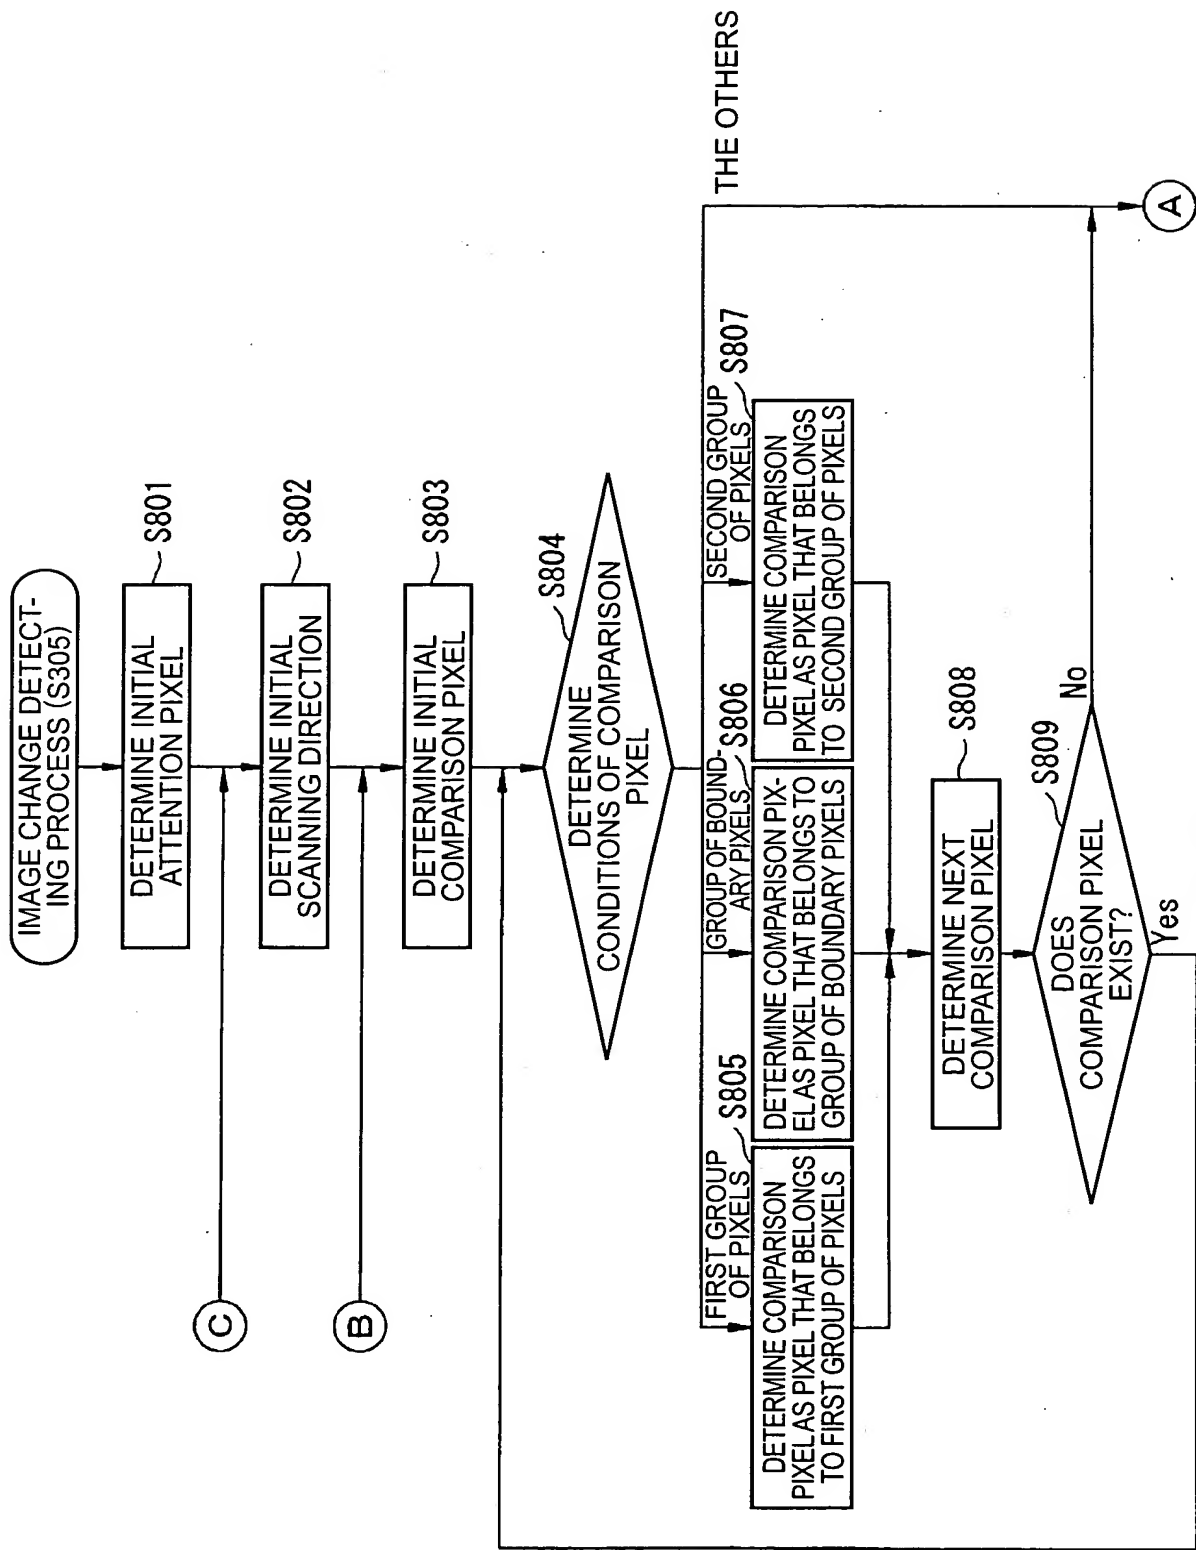 IMAGE CHANGE DETECT-
ING PROCESS (S305)
S801
DETERMINE INITIAL
ATTENTION PIXEL
C
S802
DETERMINE INITIAL
SCANNING DIRECTION
B
S803
DETERMINE INITIAL
COMPARISON PIXEL
S804
DETERMINE
CONDITIONS OF COMPARISON
PIXEL
FIRST GROUP
OF PIXELS
S805
DETERMINE COMPARISON
PIXEL AS PIXEL THAT BELONGS
TO FIRST GROUP OF PIXELS
GROUP OF BOUND-
ARY PIXELS
S806
DETERMINE COMPARISON PIX-
EL AS PIXEL THAT BELONGS TO
GROUP OF BOUNDARY PIXELS
SECOND GROUP
OF PIXELS
S807
DETERMINE COMPARISON
PIXEL AS PIXEL THAT BELONGS
TO SECOND GROUP OF PIXELS
THE OTHERS
S808
DETERMINE NEXT
COMPARISON PIXEL
S809
DOES
COMPARISON PIXEL
EXIST?
No
Yes
A